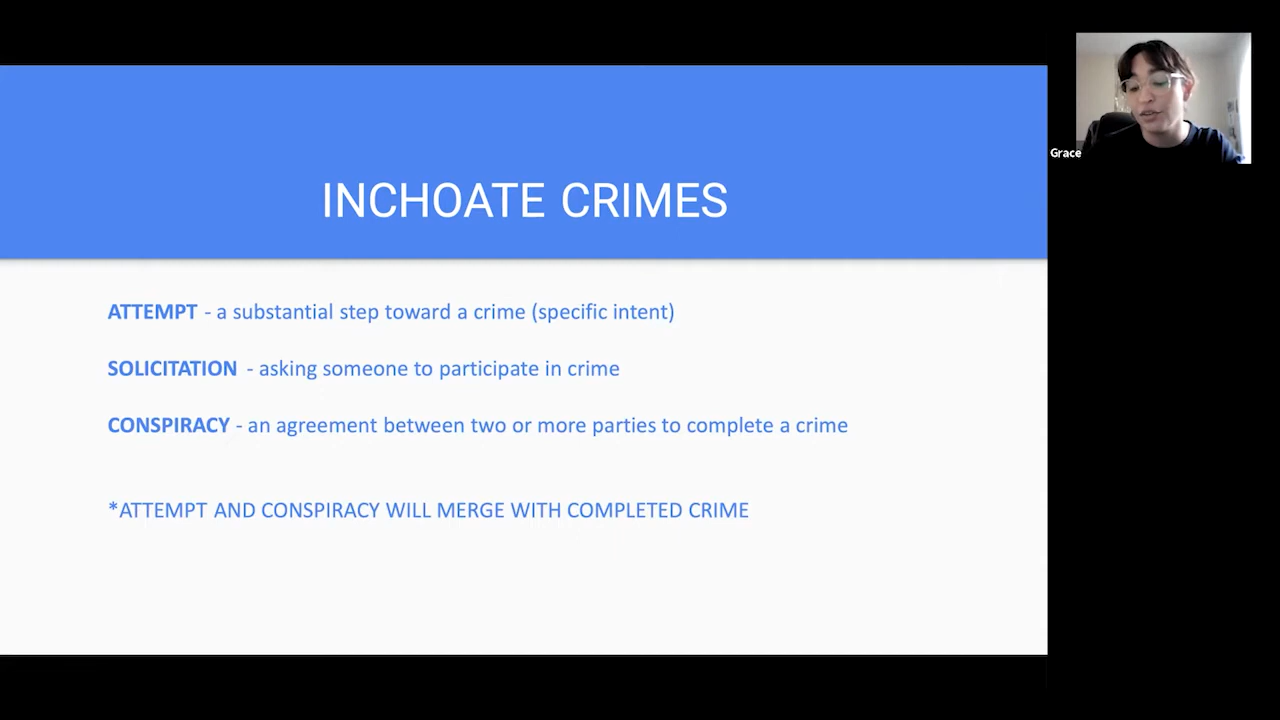 INCHOATE CRIMES
ATTEMPT - a substantial step toward a crime (specific intent)
SOLICITATION - asking someone to participate in crime
CONSPIRACY - an agreement between two or more parties to complete a crime
*ATTEMPT AND CONSPIRACY WILL MERGE WITH COMPLETED CRIME
Grace